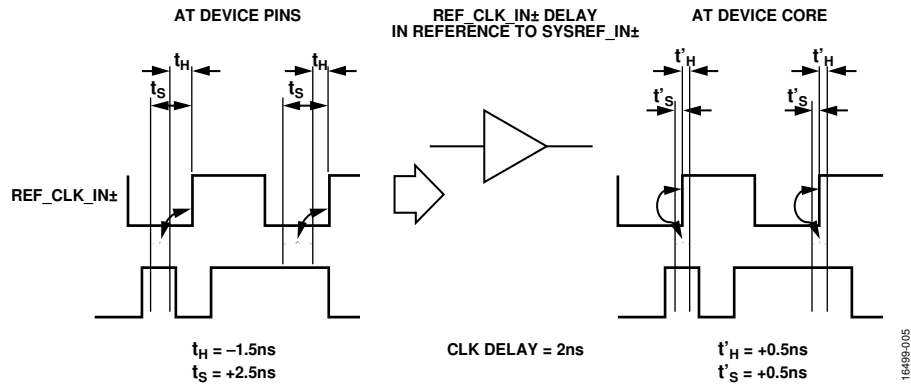 AT DEVICE PINS
REF_CLK_IN± DELAY
IN REFERENCE TO SYSREF_IN±
AT DEVICE CORE
tH
tH
t'H
t'H
tS
tS
t'S
t'S
REF_CLK_IN±
tH = –1.5ns
tS = +2.5ns
CLK DELAY = 2ns
t'H = +0.5ns
t'S = +0.5ns
16499-005